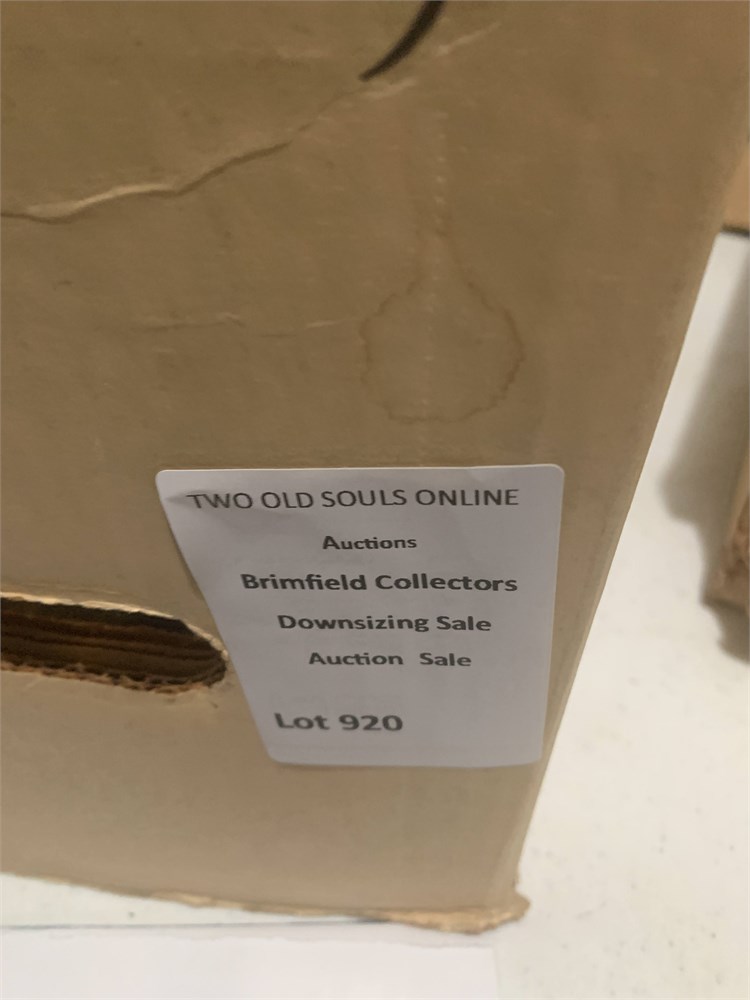 TWO OLD SOULS ONLINE
Auctions
Brimfield Collectors
Downsizing Sale
Auction Sale
Lot 920